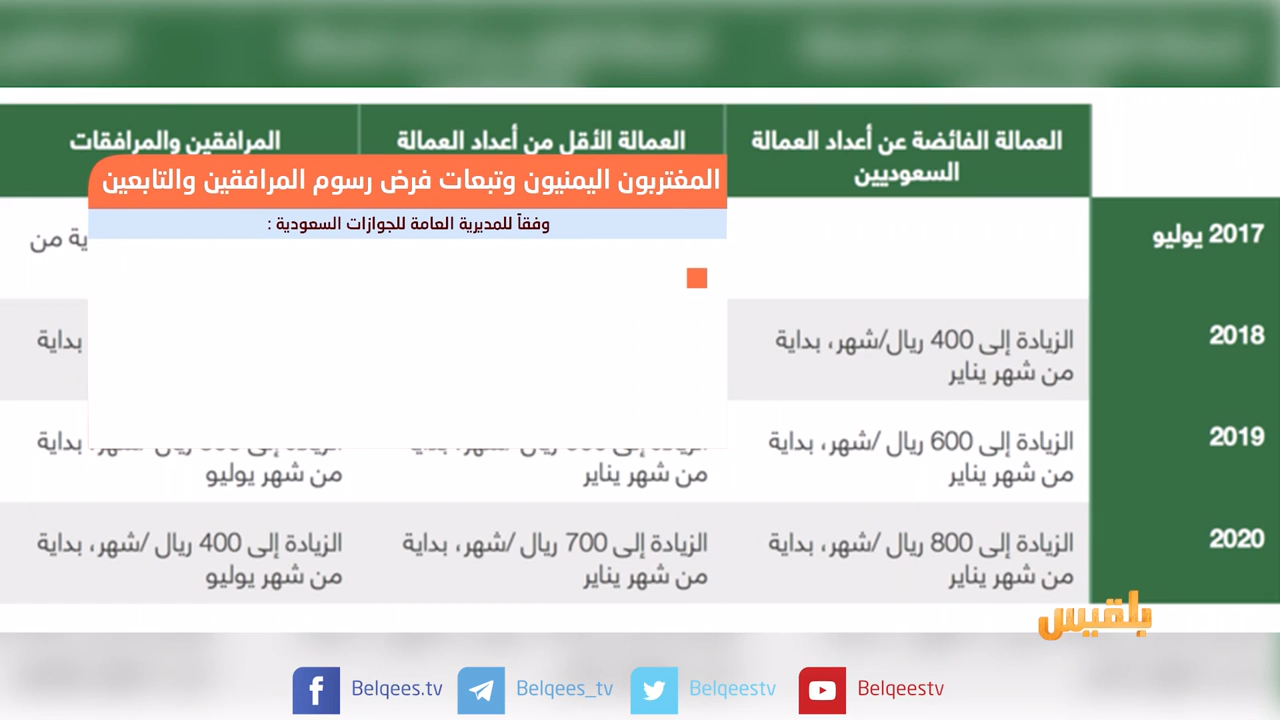 العمالة الفائضة عن أعداد العمالة
السعوديين
العمالة الأقل من أعداد العمالة
المرافقين والمرافقات
المغتربون اليمنيون وتبعات فرض رسوم المرافقين والتابعين
وفقاً للمديرية العامة للجوازات السعودية :
2017 يوليو
ية من
2018
الزيادة إلى 400 ريال/شهر، بداية
من شهر يناير
بداية
2019
الزيادة إلى 600 ريال /شهر، بداية
من شهر يناير
من شهر يناير
بداية
من شهر يوليو
2020
الزيادة إلى 800 ريال /شهر، بداية
من شهر يناير
الزيادة إلى 700 ريال /شهر، بداية
من شهر يناير
الزيادة إلى 400 ريال /شهر، بداية
من شهر يوليو
بلقيس
Belqees.tv
Belqees_tv
Belqeestv
Belqeestv